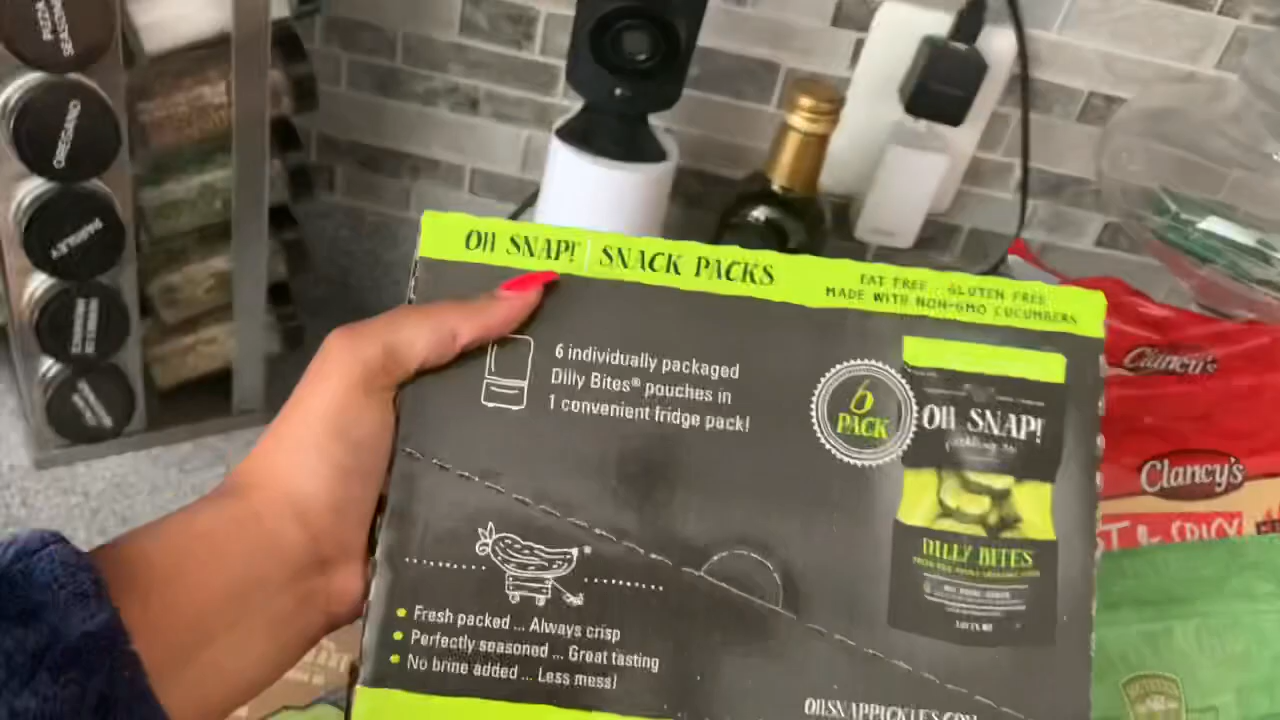 PIZZA
SEASONING
OREGANO
PARSLEY
OH SNAP! SNACK PACKS
FAT FREE GLUTEN FREE
MADE WITH NON-GMO CUCUMBERS
6 individually packaged
Dilly Bites® pouches in
1 convenient fridge pack!
6
PACK
OH SNAP!
DILLY BITES
Fresh packed ... Always crisp
Perfectly seasoned ... Great tasting
No brine added ... Less mess!
OHSNAPPICKLES.COM
Clancy's
Clancy's
& SPICY